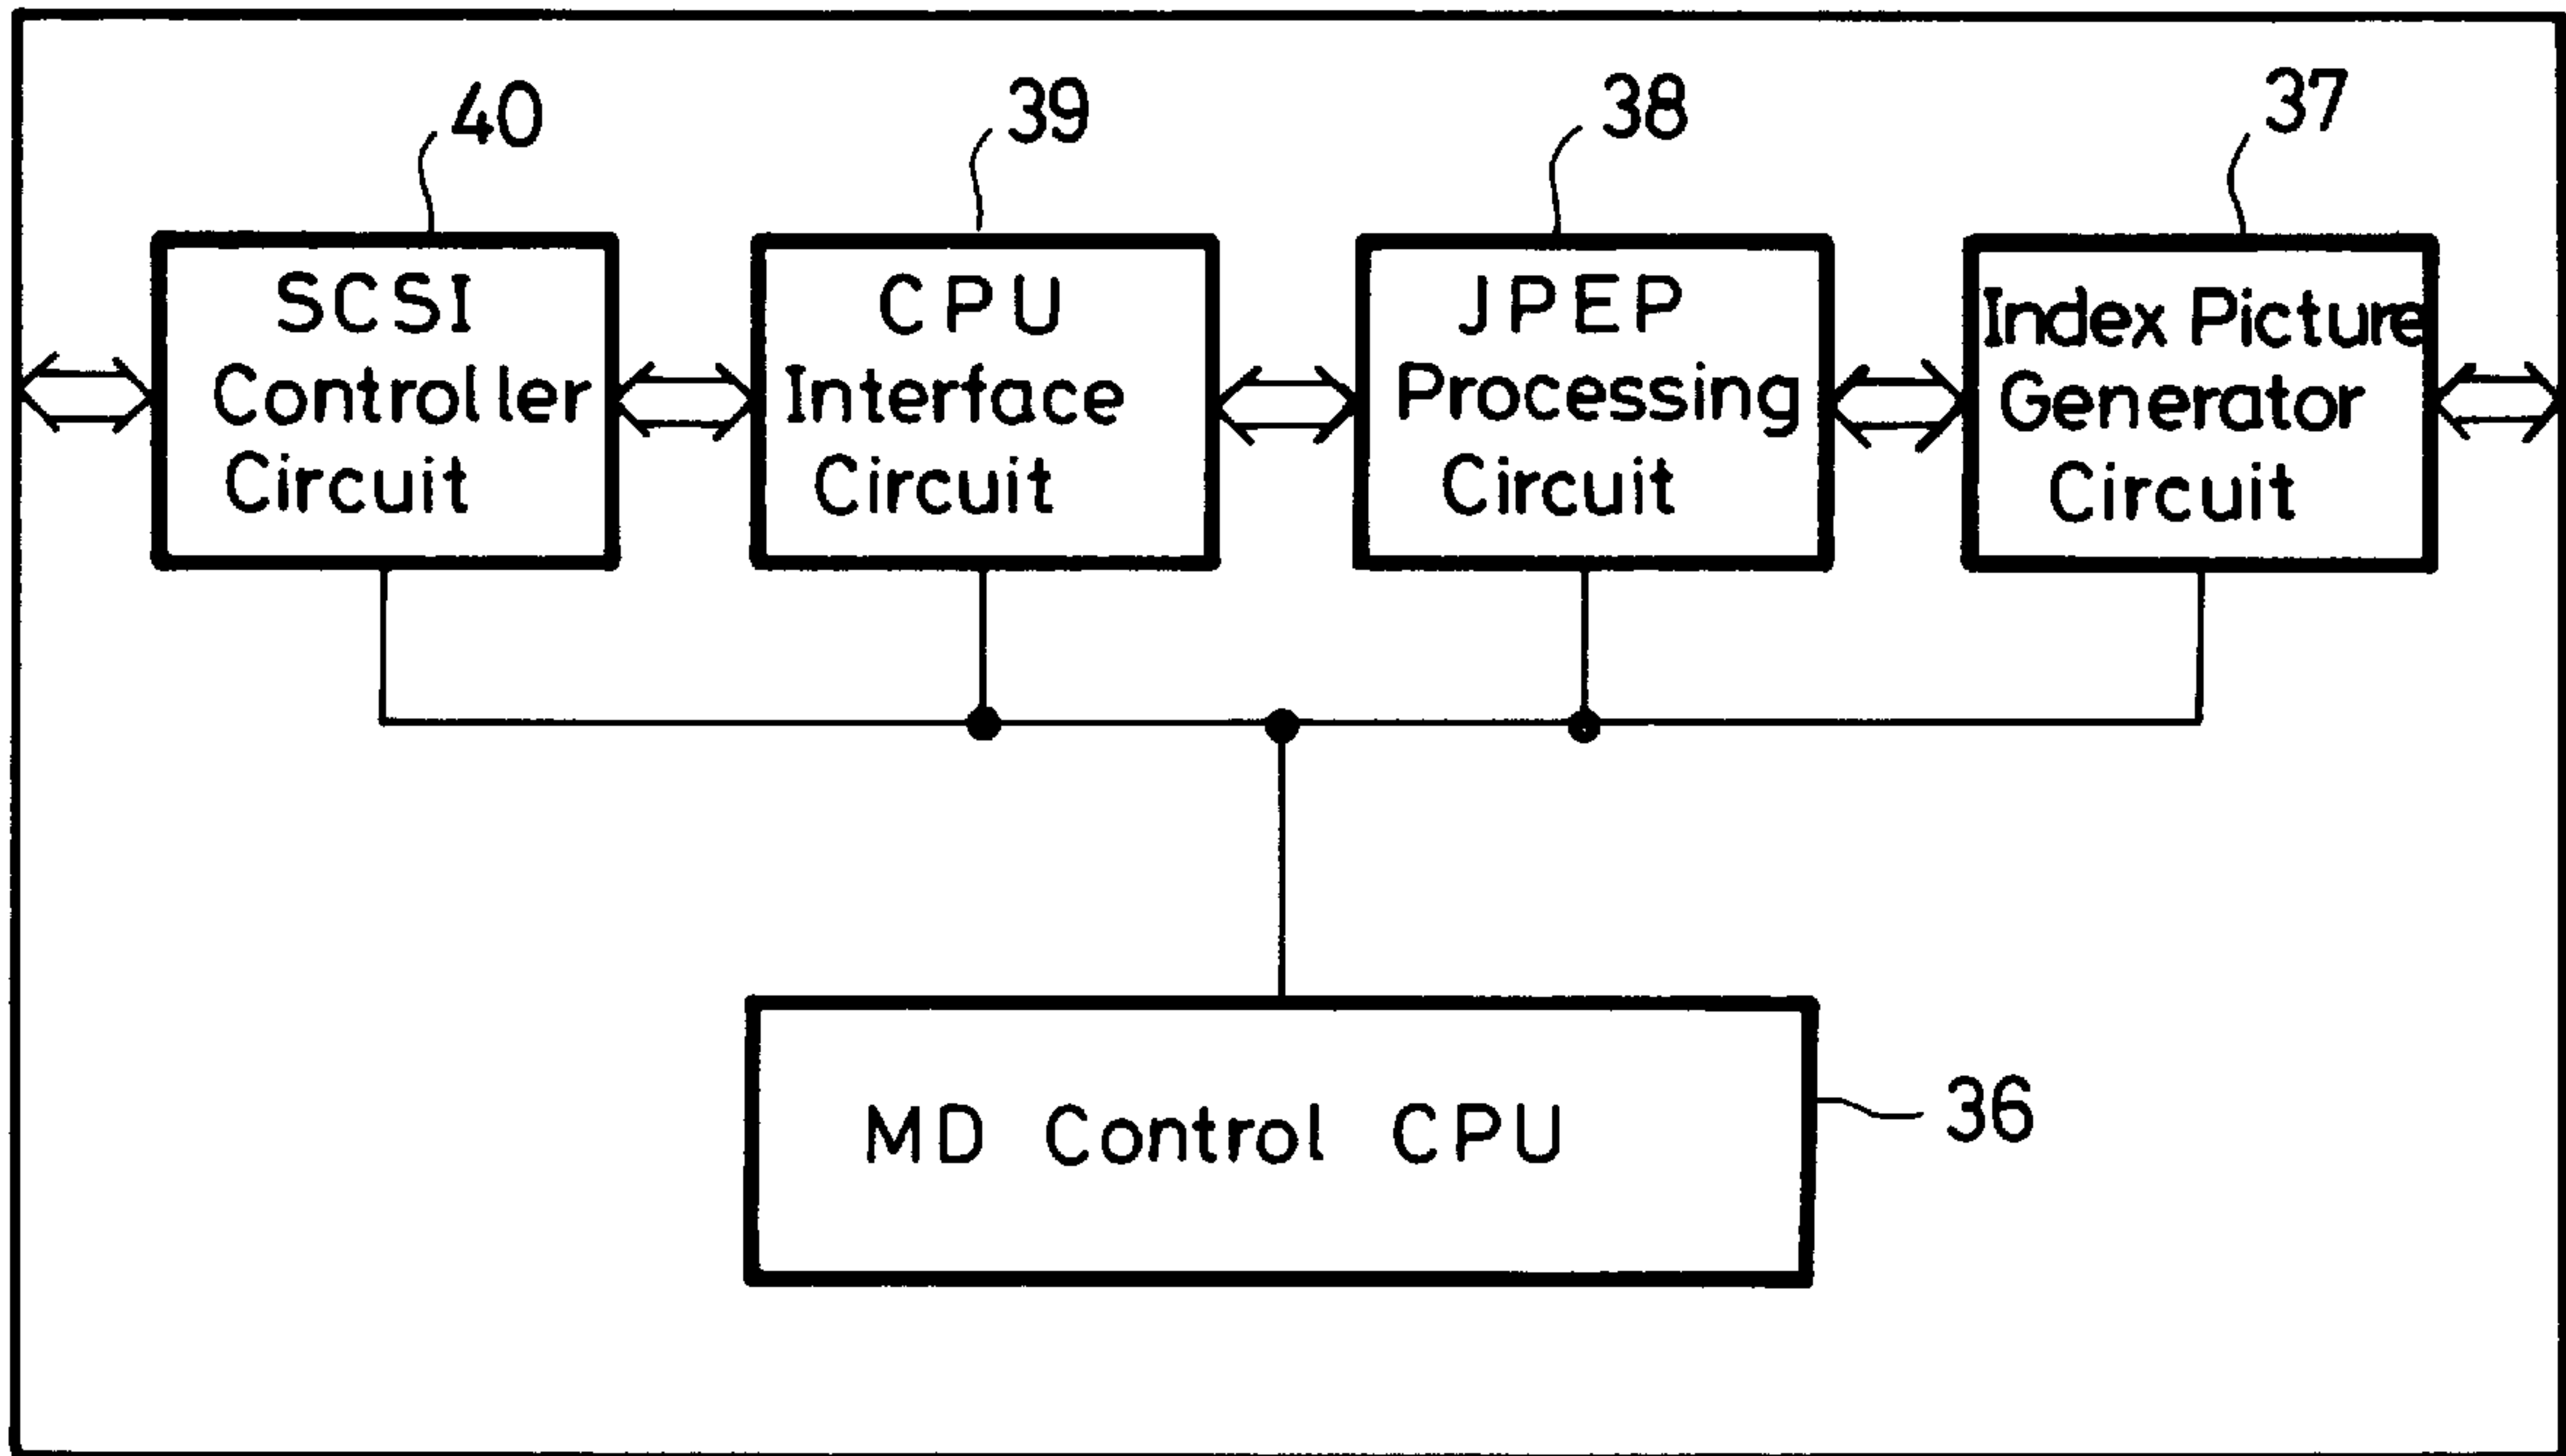 40
39
38
37
SCSI
Controller
Circuit
CPU
Interface
Circuit
JPEP
Processing
Circuit
Index Picture
Generator
Circuit
MD Control CPU
36